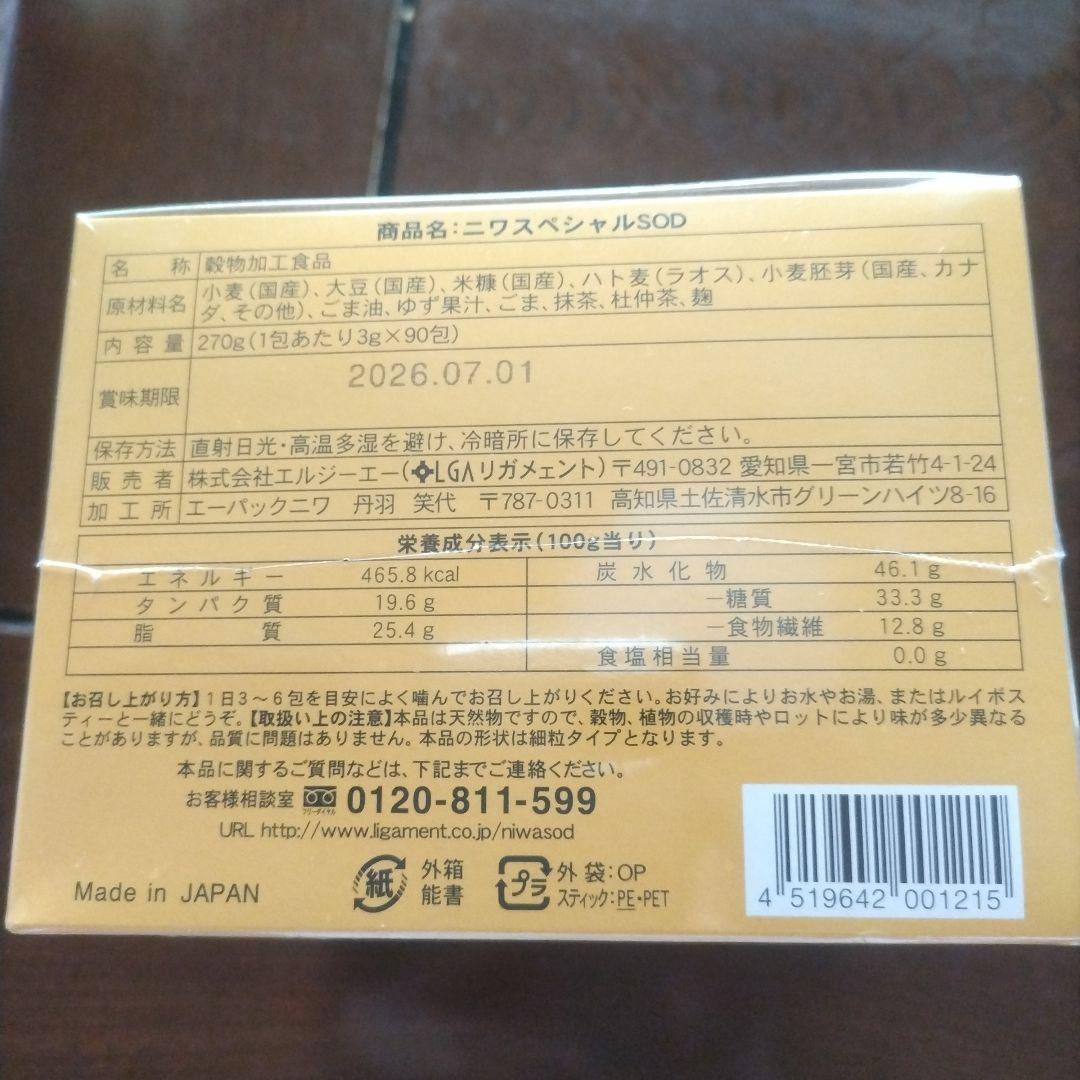 商品名:ニワスペシャルSOD
名 称 穀物加工食品
原材料名 小麦(国産)、大豆(国産)、米糠(国産)、ハト麦(ラオス)、小麦胚芽(国産、カナ
ダ、その他)、ごま油、ゆず果汁、ごま、抹茶、杜仲茶、麹
内容量 270g(1包あたり3g×90包)
賞味期限 2026.07.01
保存方法 直射日光・高温多湿を避け、冷暗所に保存してください。
販売者 株式会社エルジーエー(LGAリガメェント)〒491-0832 愛知県一宮市若竹4-1-24
加工所 エーパックニワ 丹羽 笑代 〒787-0311 高知県土佐清水市グリーンハイツ8-16
栄養成分表示(100g当り)
エネルギー 465.8 kcal 炭水化物 46.1 g
タンパク質 19.6 g −糖質 33.3 g
脂質 25.4 g −食物繊維 12.8 g
食塩相当量 0.0 g
【お召し上がり方】1日3〜6包を目安によく噛んでお召し上がりください。お好みによりお水やお湯、またはルイボス
ティーと一緒にどうぞ。【取扱い上の注意】本品は天然物ですので、穀物、植物の収穫時やロットにより味が多少異なる
ことがありますが、品質に問題はありません。本品の形状は細粒タイプとなります。
本品に関するご質問などは、下記までご連絡ください。
お客様相談室 フリーダイヤル 0120-811-599
URL http://www.ligament.co.jp/niwasod
Made in JAPAN
紙 外箱
能書
プラ 外袋:OP
スティック:PE・PET
4 519642 001215